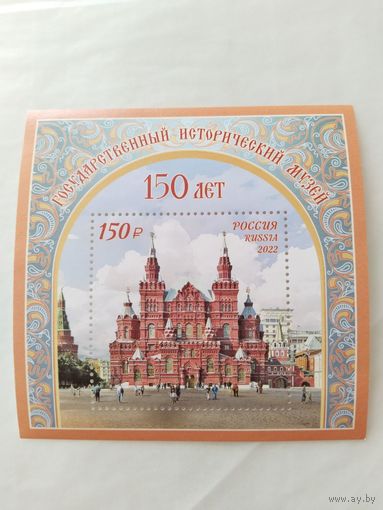 ГОСУДАРСТВЕННЫЙ ИСТОРИЧЕСКИЙ МУЗЕЙ
150 ЛЕТ
150 ₽
РОССИЯ
RUSSIA
2022
www.ay.by